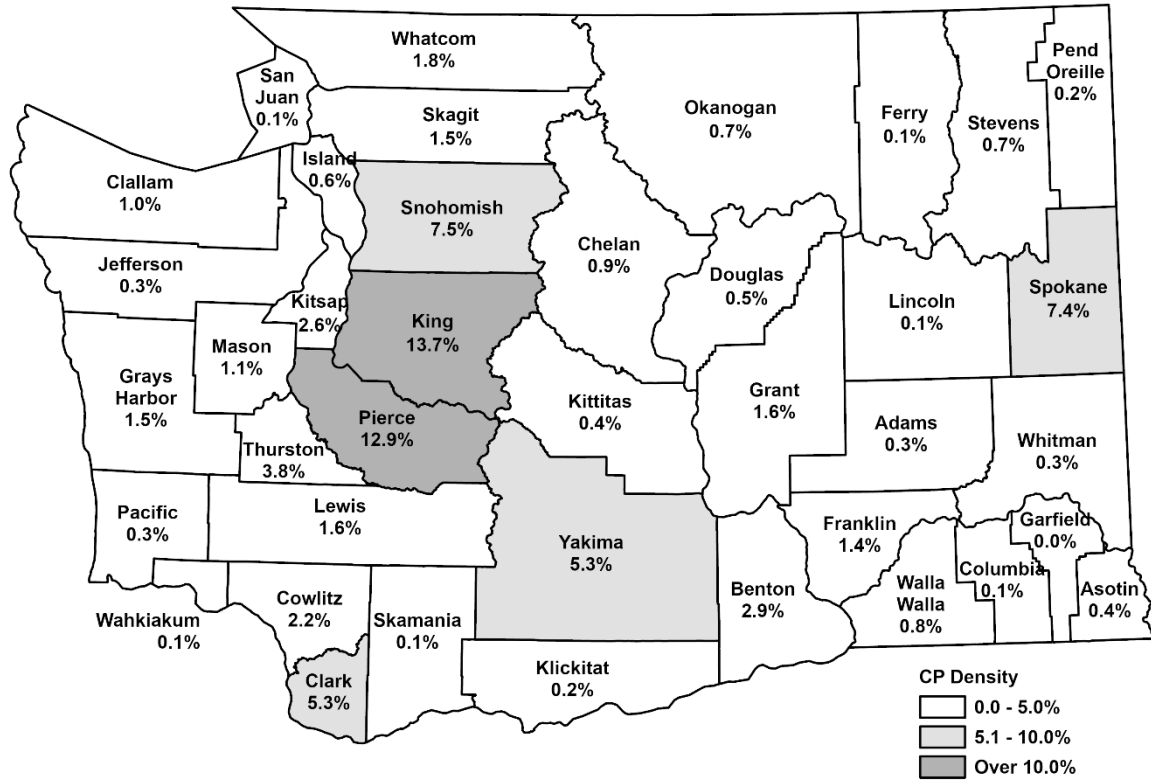 Whatcom
1.8%
San
Juan
0.1%
Skagit
1.5%
Okanogan
0.7%
Ferry
0.1%
Stevens
0.7%
Pend
Oreille
0.2%
Island
0.6%
Clallam
1.0%
Snohomish
7.5%
Chelan
0.9%
Douglas
0.5%
Jefferson
0.3%
Kitsap
2.6%
King
13.7%
Lincoln
0.1%
Spokane
7.4%
Mason
1.1%
Grays
Harbor
1.5%
Pierce
12.9%
Kittitas
0.4%
Grant
1.6%
Adams
0.3%
Whitman
0.3%
Thurston
3.8%
Pacific
0.3%
Lewis
1.6%
Yakima
5.3%
Benton
2.9%
Franklin
1.4%
Garfield
0.0%
Columbia
0.1%
Walla
Walla
0.8%
Asotin
0.4%
Wahkiakum
0.1%
Cowlitz
2.2%
Skamania
0.1%
Clark
5.3%
Klickitat
0.2%
CP Density
0.0 - 5.0%
5.1 - 10.0%
Over 10.0%